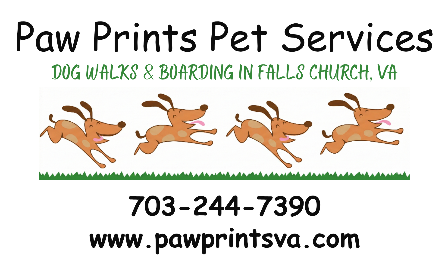 Paw Prints Pet Services
DOG WALKS & BOARDING IN FALLS CHURCH, VA
703-244-7390
www.pawprintsva.com